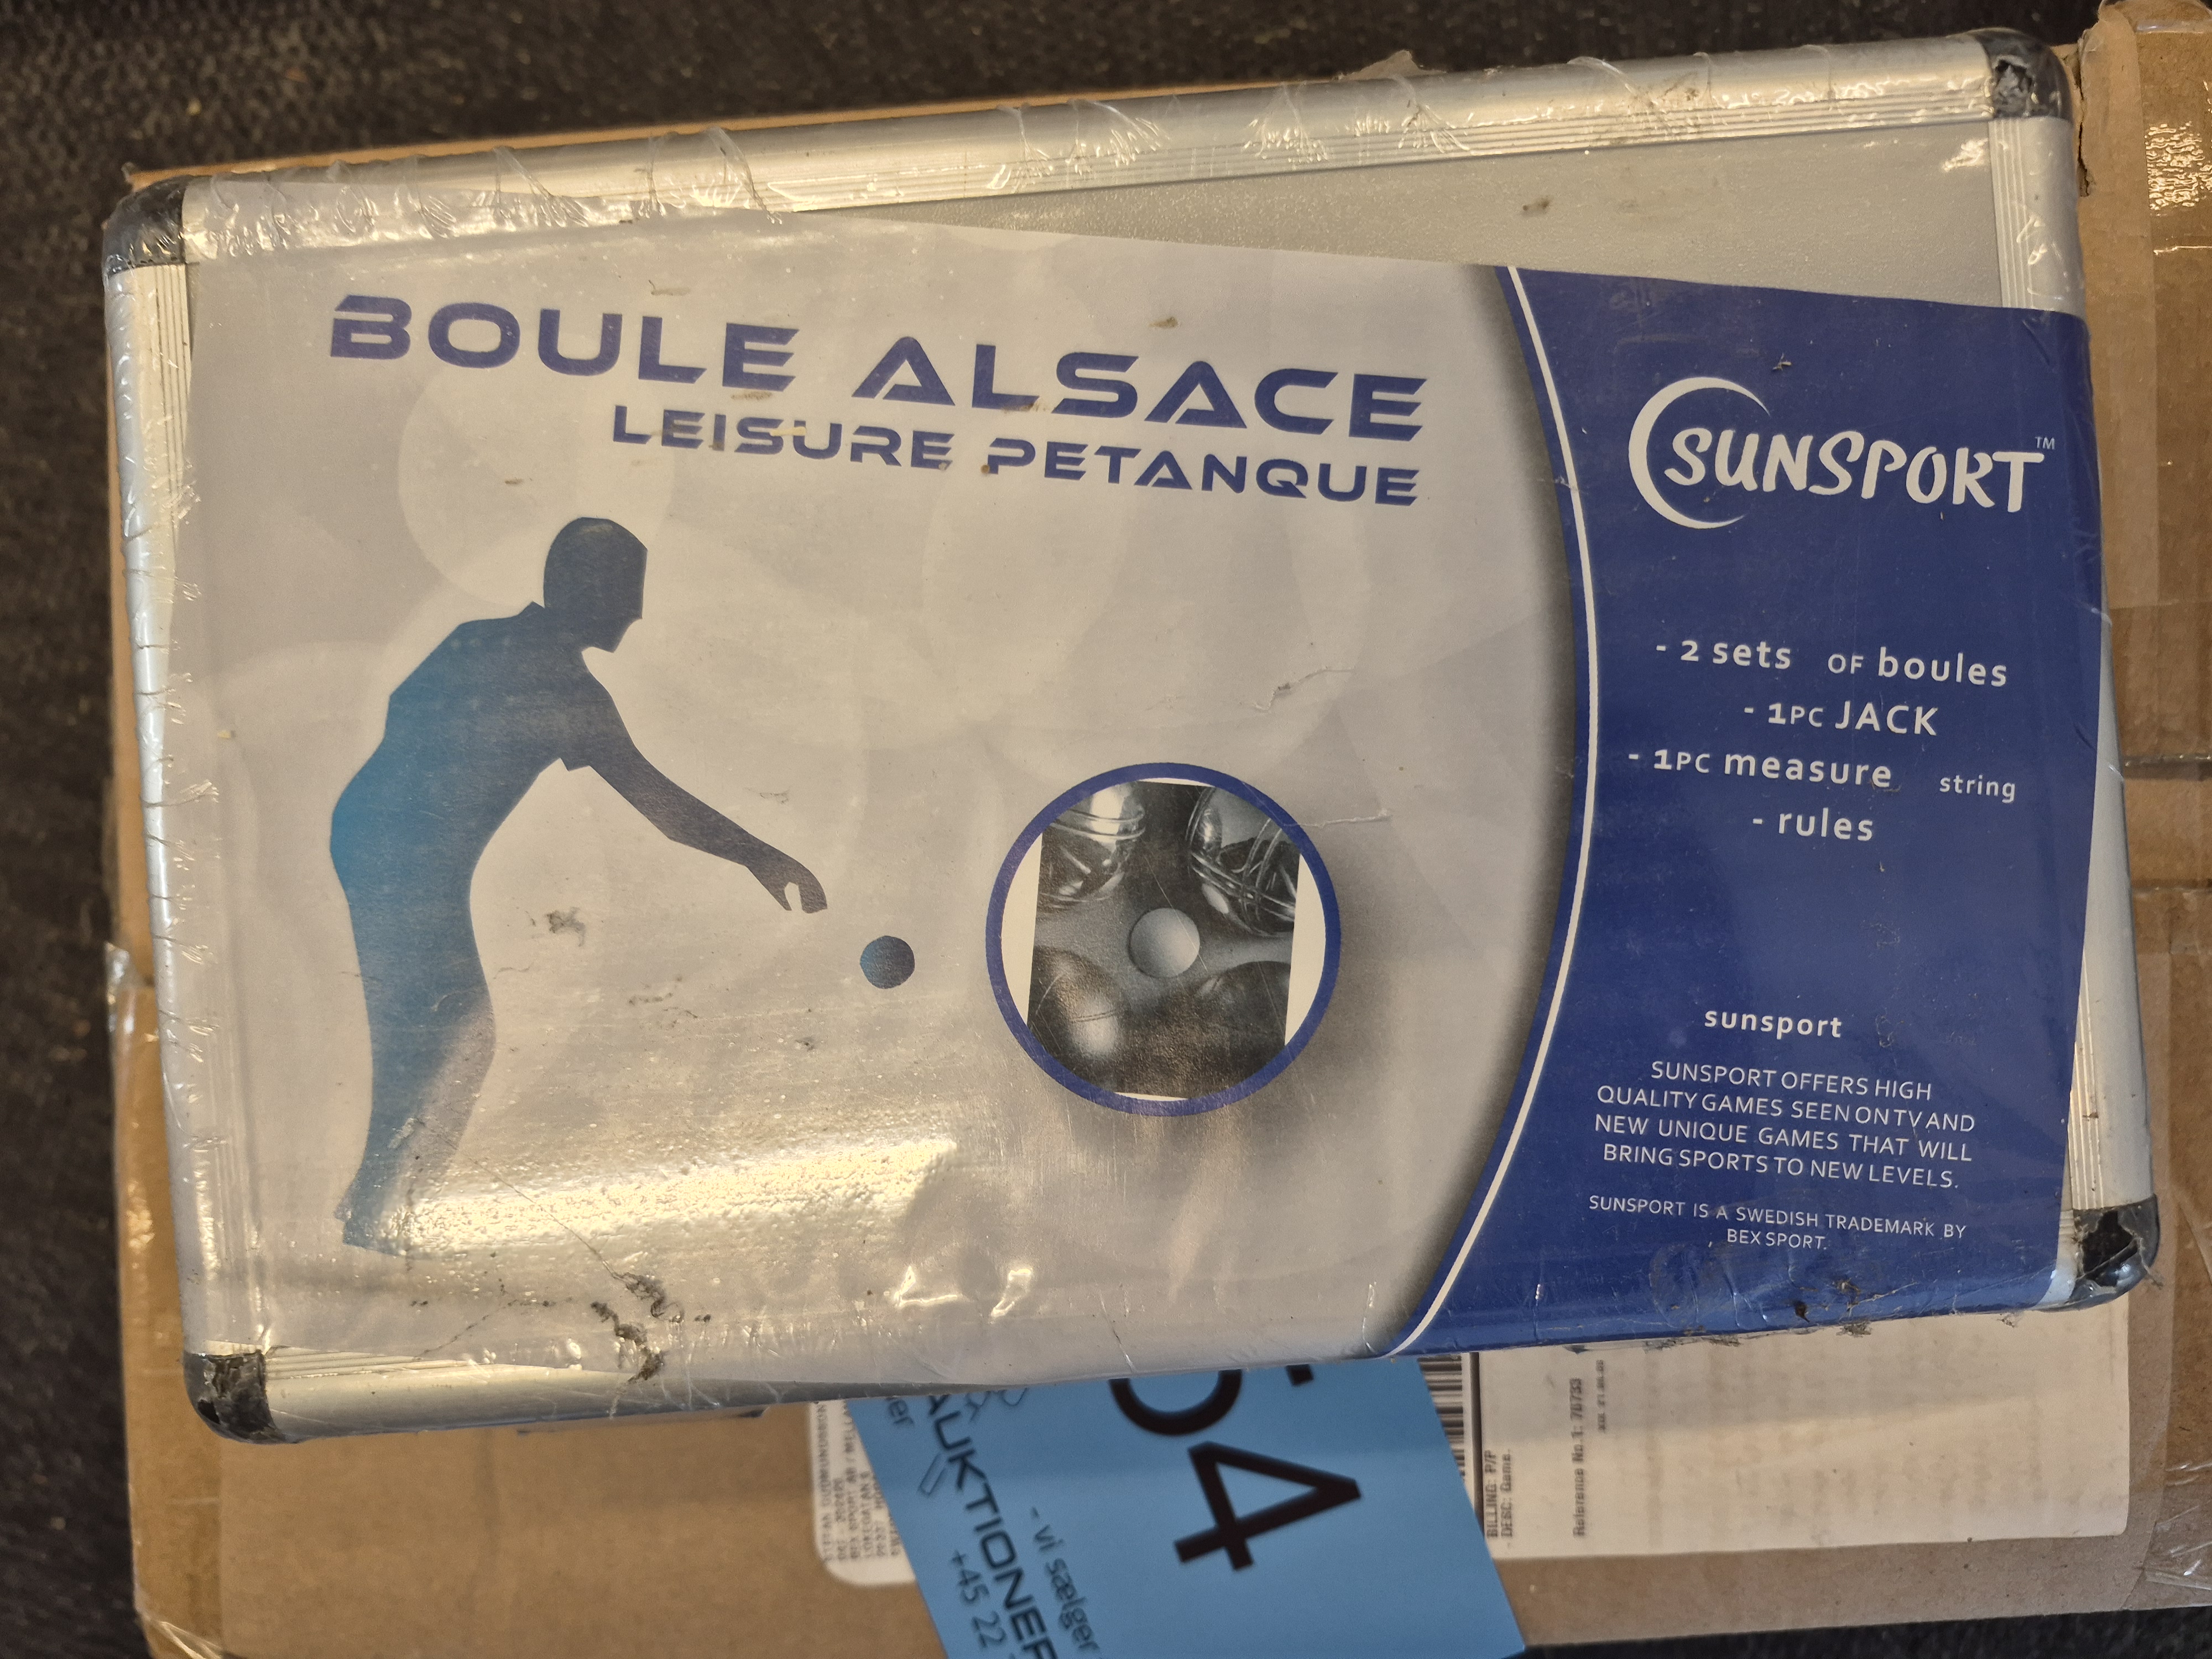 BOULE ALSACE
LEISURE PETANQUE
SUNSPORT™
- 2 sets OF boules
- 1PC JACK
- 1PC measure string
- rules
sunsport
SUNSPORT OFFERS HIGH
QUALITY GAMES SEEN ON TV AND
NEW UNIQUE GAMES THAT WILL
BRING SPORTS TO NEW LEVELS.
SUNSPORT IS A SWEDISH TRADEMARK BY
BEX SPORT.
54
AUKTIONER
- vi sælger
+45 22
BILLING: P/P
DESC: Game
Reference No.1: 70733